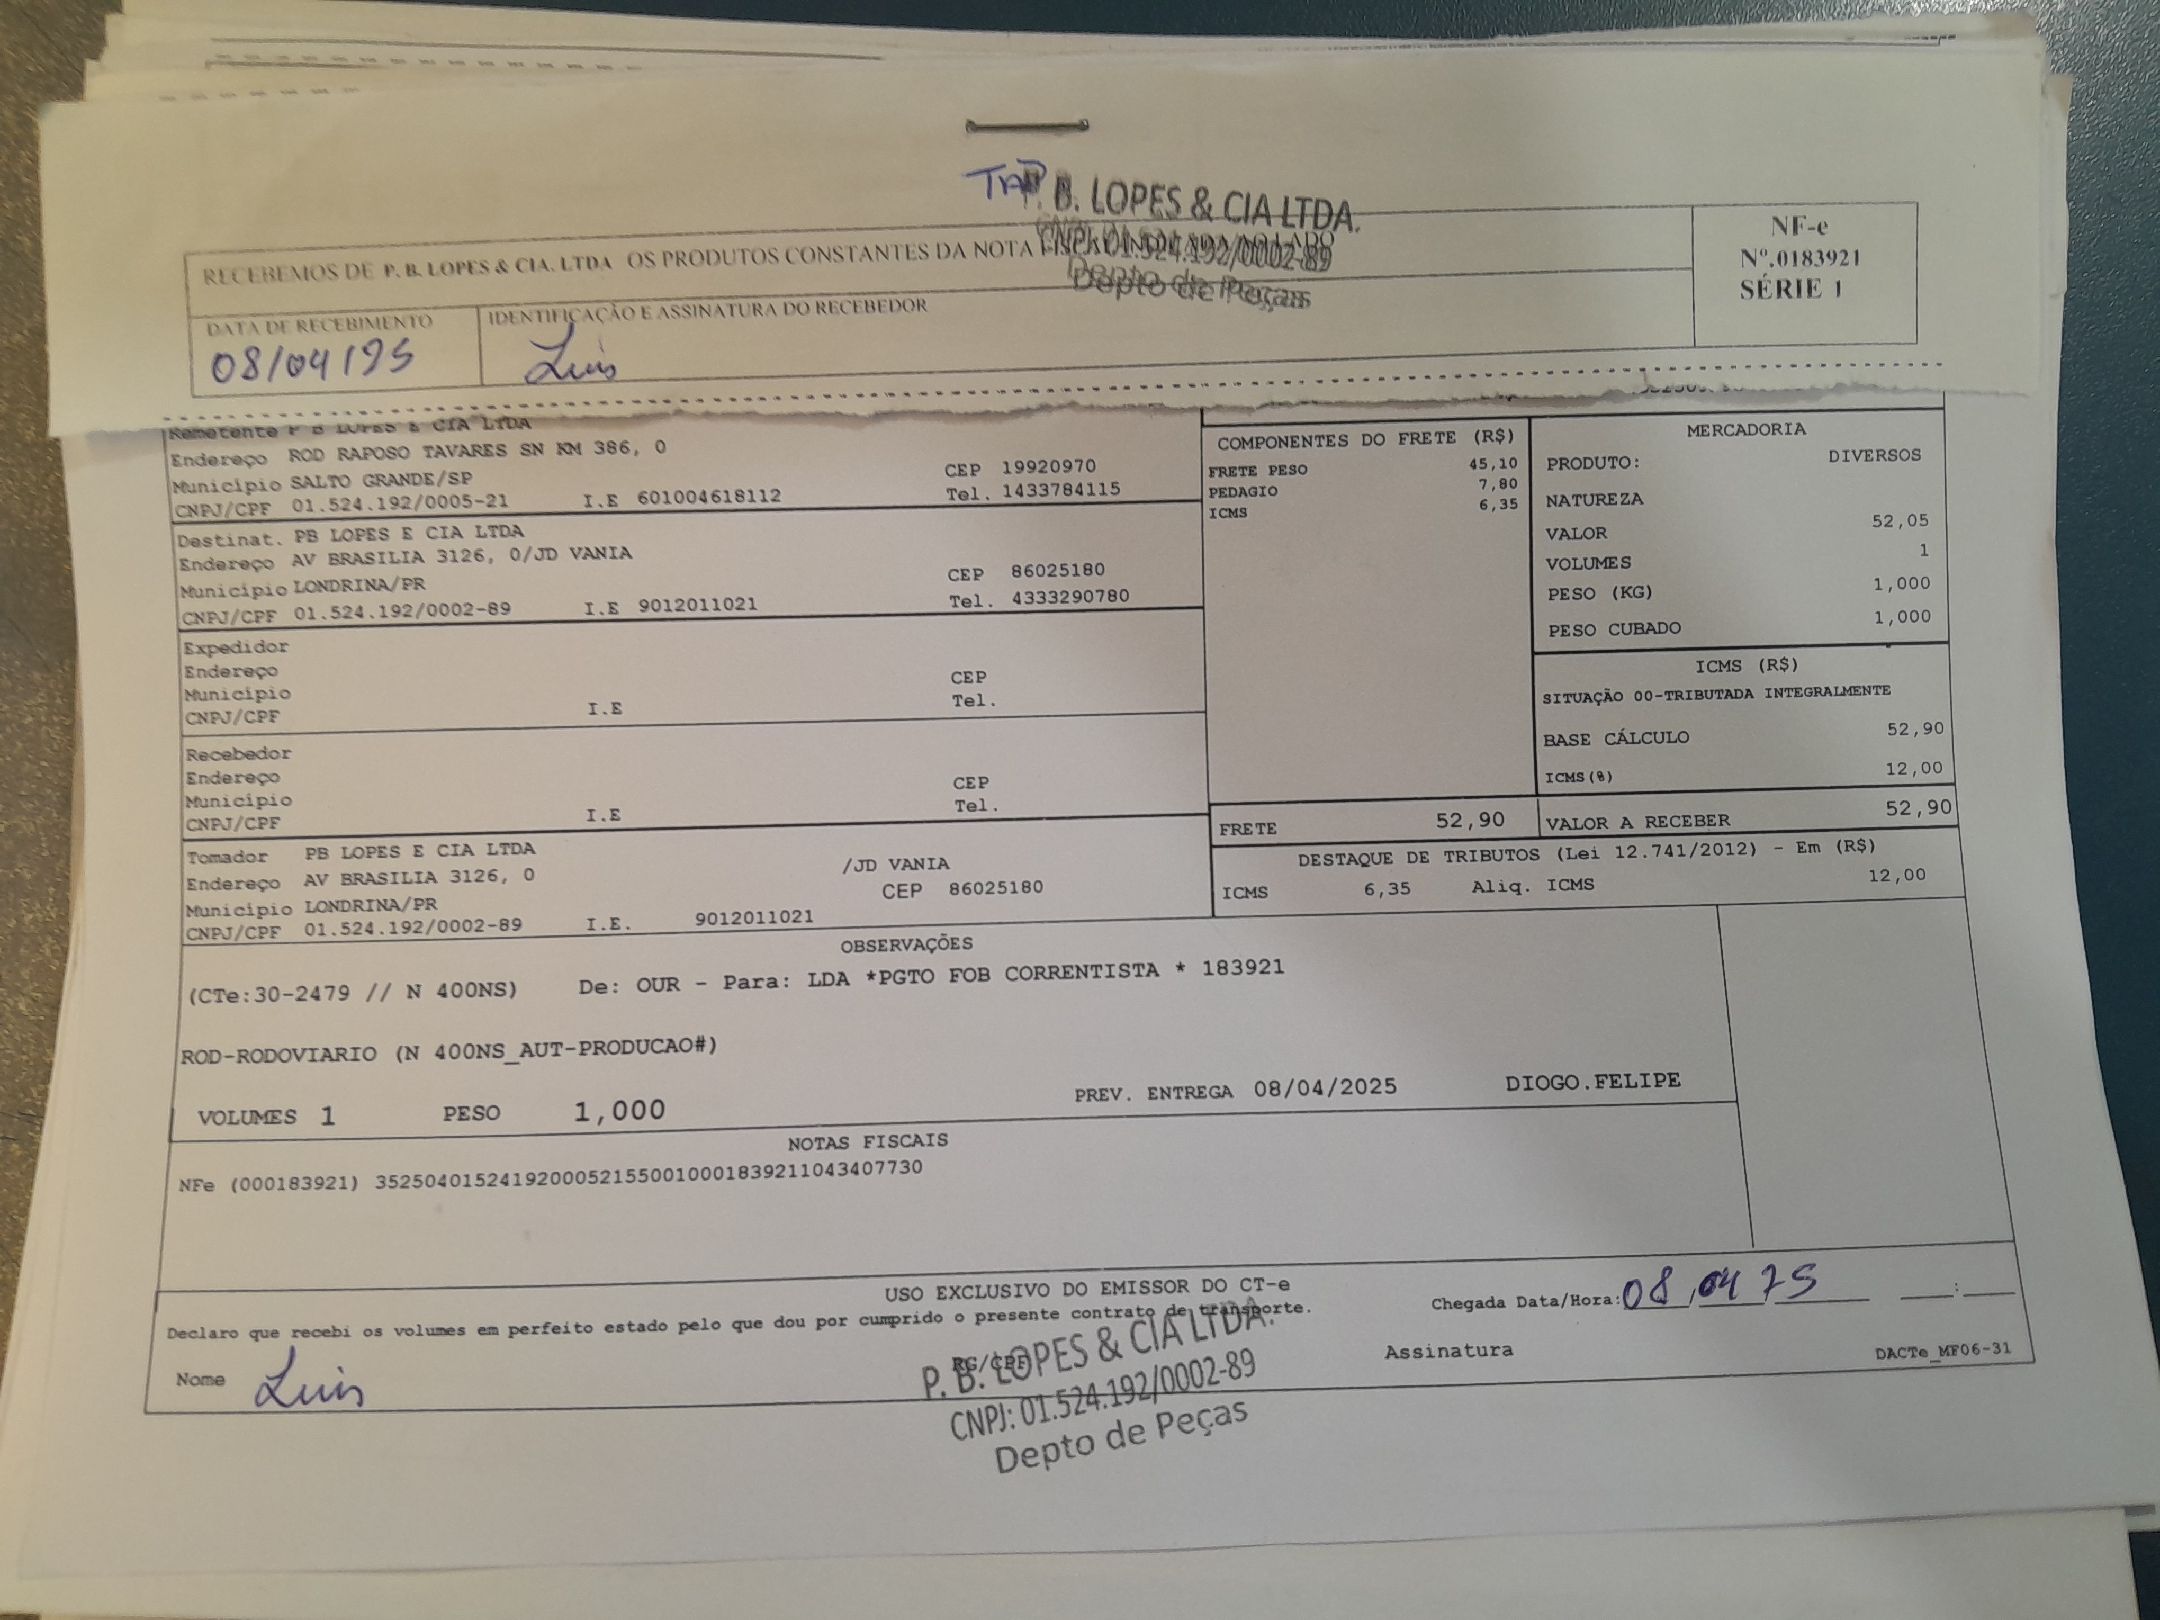 P. B. LOPES & CIA LTDA.
RECEBEMOS DE P. B. LOPES & CIA. LTDA OS PRODUTOS CONSTANTES DA NOTA
01.524.192/0002-89
Depto de Peças
NF-e
Nº.0183921
SÉRIE 1
DATA DE RECEBIMENTO
08/04/25
IDENTIFICAÇÃO E ASSINATURA DO RECEBEDOR
Luis
Remetente P B LOPES E CIA LTDA
Endereço ROD RAPOSO TAVARES SN KM 386, 0
Município SALTO GRANDE/SP CEP 19920970
CNPJ/CPF 01.524.192/0005-21 I.E 601004618112 Tel. 1433784115
Destinat. PB LOPES E CIA LTDA
Endereço AV BRASILIA 3126, 0/JD VANIA
Município LONDRINA/PR CEP 86025180
CNPJ/CPF 01.524.192/0002-89 I.E 9012011021 Tel. 4333290780
Expedidor
Endereço
Município CEP
CNPJ/CPF I.E Tel.
Recebedor
Endereço
Município CEP
CNPJ/CPF I.E Tel.
Tomador PB LOPES E CIA LTDA
Endereço AV BRASILIA 3126, 0 /JD VANIA
Município LONDRINA/PR CEP 86025180
CNPJ/CPF 01.524.192/0002-89 I.E. 9012011021
COMPONENTES DO FRETE (R$)
FRETE PESO 45,10
PEDAGIO 7,80
ICMS 6,35
FRETE 52,90
MERCADORIA
PRODUTO: DIVERSOS
NATUREZA
VALOR 52,05
VOLUMES 1
PESO (KG) 1,000
PESO CUBADO 1,000
ICMS (R$)
SITUAÇÃO 00-TRIBUTADA INTEGRALMENTE
BASE CÁLCULO 52,90
ICMS(%) 12,00
VALOR A RECEBER 52,90
DESTAQUE DE TRIBUTOS (Lei 12.741/2012) - Em (R$)
ICMS 6,35 Aliq. ICMS 12,00
OBSERVAÇÕES
(CTe:30-2479 // N 400NS) De: OUR - Para: LDA *PGTO FOB CORRENTISTA * 183921
ROD-RODOVIARIO (N 400NS_AUT-PRODUCAO#)
VOLUMES 1 PESO 1,000 PREV. ENTREGA 08/04/2025 DIOGO.FELIPE
NOTAS FISCAIS
NFe (000183921) 35250401524192000521550010001839211043407730
USO EXCLUSIVO DO EMISSOR DO CT-e
Declaro que recebi os volumes em perfeito estado pelo que dou por cumprido o presente contrato de transporte.
Chegada Data/Hora: 08/04/25 __:__
Nome Luis RG/CPF Assinatura DACTe_MF06-31
P. B. LOPES & CIA LTDA.
CNPJ: 01.524.192/0002-89
Depto de Peças